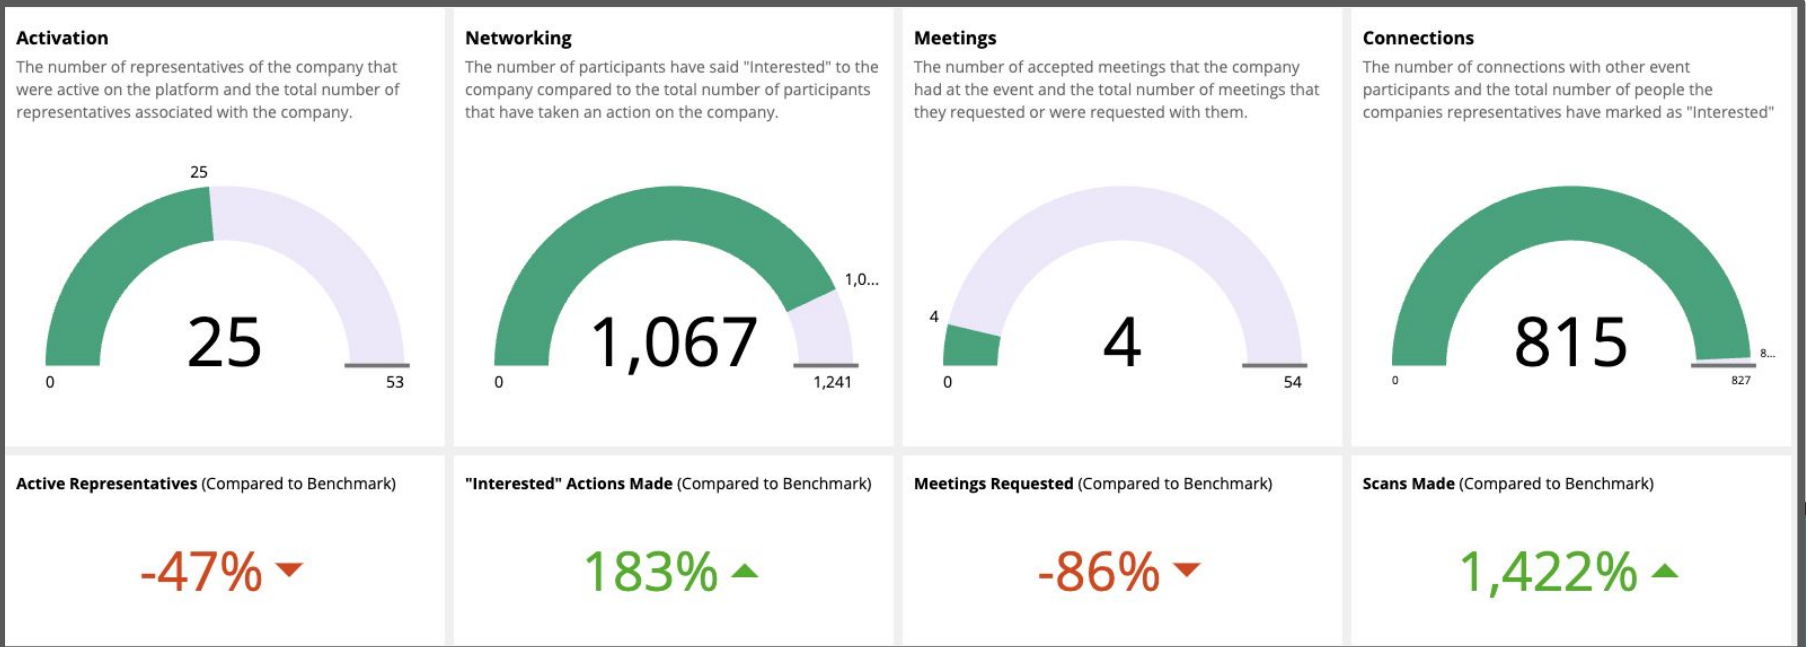 Activation
The number of representatives of the company that
were active on the platform and the total number of
representatives associated with the company.
25
25
0
53
Networking
The number of participants have said "Interested" to the
company compared to the total number of participants
that have taken an action on the company.
1,0...
1,067
0
1,241
Meetings
The number of accepted meetings that the company
had at the event and the total number of meetings that
they requested or were requested with them.
4
4
0
54
Connections
The number of connections with other event
participants and the total number of people the
companies representatives have marked as "Interested"
8...
815
0
827
Active Representatives (Compared to Benchmark)
-47%
"Interested" Actions Made (Compared to Benchmark)
183%
Meetings Requested (Compared to Benchmark)
-86%
Scans Made (Compared to Benchmark)
1,422%